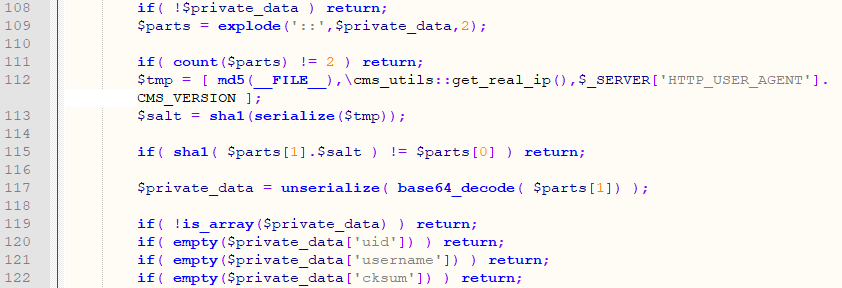 108 if( !$private_data ) return;
109 $parts = explode('::',$private_data,2);
110
111 if( count($parts) != 2 ) return;
112 $tmp = [ md5(__FILE__),\cms_utils::get_real_ip(),$_SERVER['HTTP_USER_AGENT'].
CMS_VERSION ];
113 $salt = sha1(serialize($tmp));
114
115 if( sha1( $parts[1].$salt ) != $parts[0] ) return;
116
117 $private_data = unserialize( base64_decode( $parts[1]) );
118
119 if( !is_array($private_data) ) return;
120 if( empty($private_data['uid']) ) return;
121 if( empty($private_data['username']) ) return;
122 if( empty($private_data['cksum']) ) return;